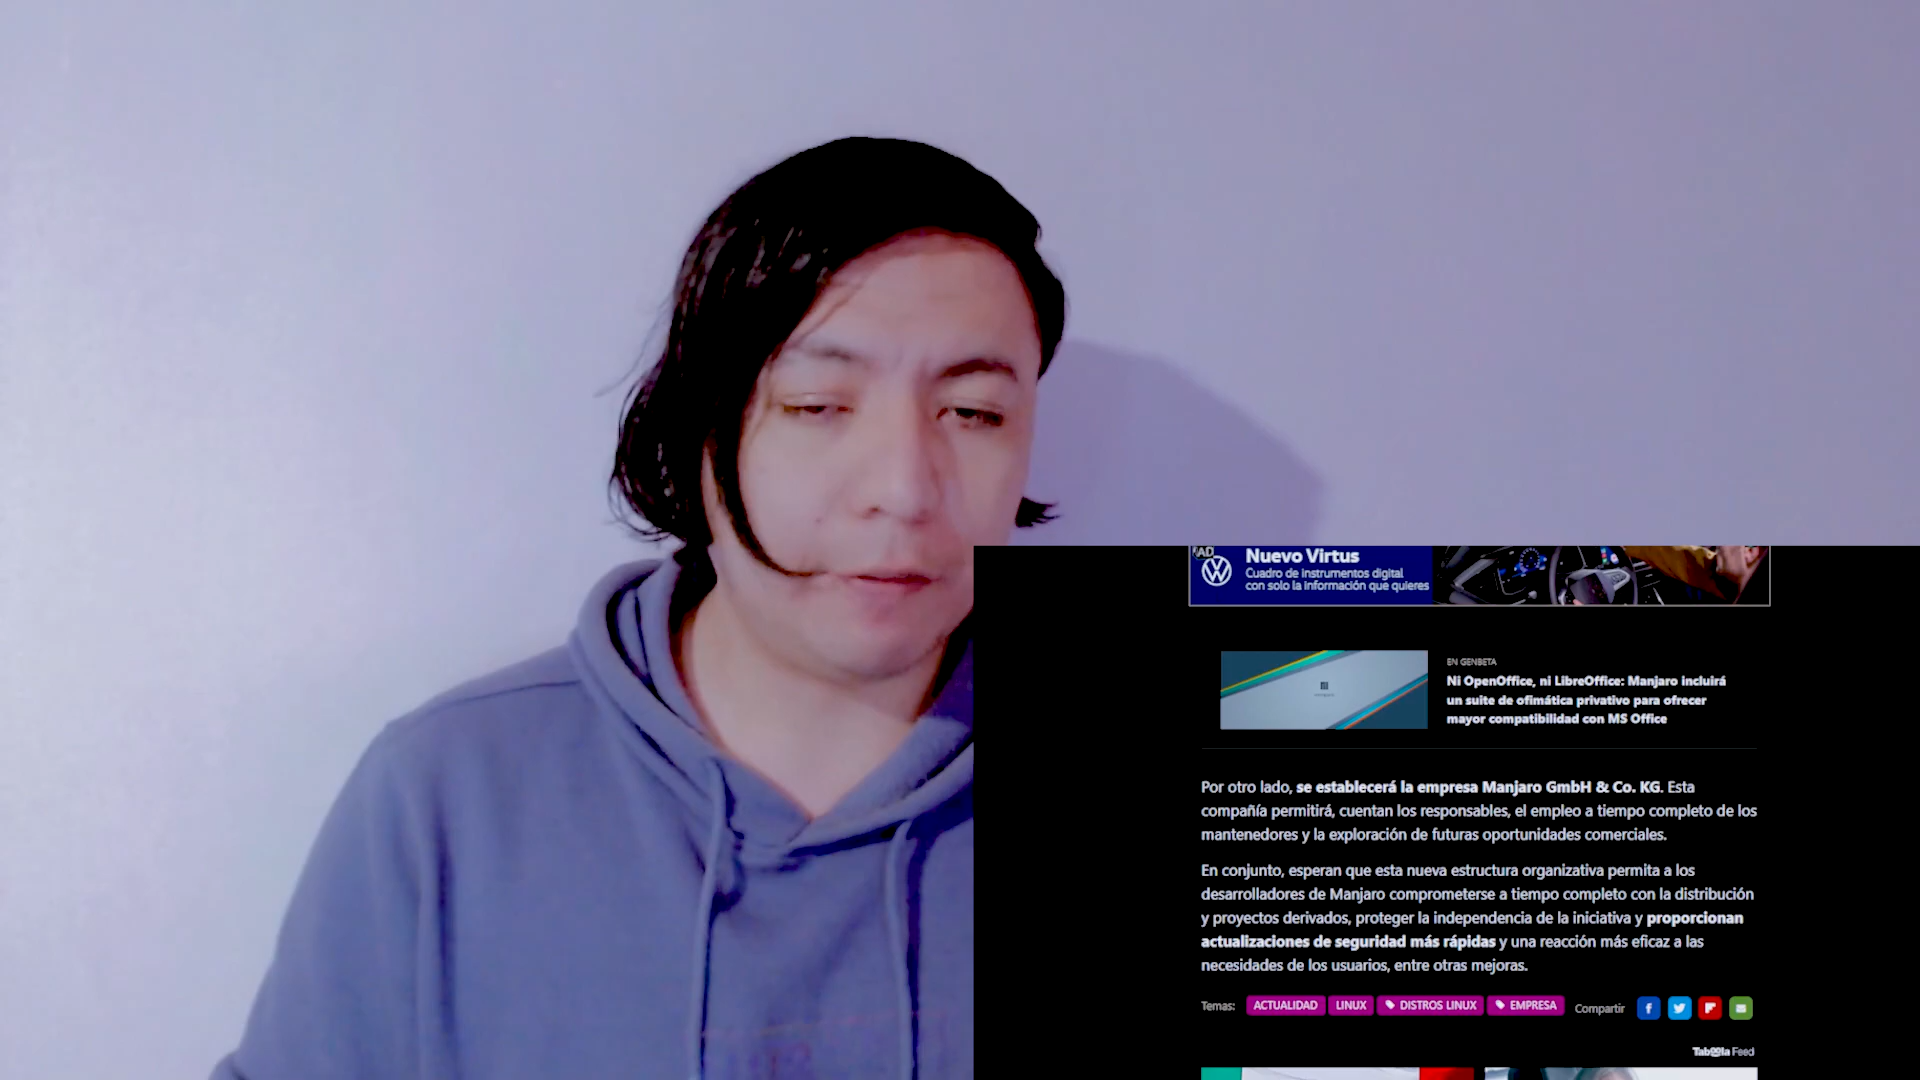 AD
Nuevo Virtus
Cuadro de instrumentos digital
con solo la información que quieres
EN GENBETA
Ni OpenOffice, ni LibreOffice: Manjaro incluirá
un suite de ofimática privativo para ofrecer
mayor compatibilidad con MS Office
Por otro lado, se establecerá la empresa Manjaro GmbH & Co. KG. Esta
compañía permitirá, cuentan los responsables, el empleo a tiempo completo de los
mantenedores y la exploración de futuras oportunidades comerciales.
En conjunto, esperan que esta nueva estructura organizativa permita a los
desarrolladores de Manjaro comprometerse a tiempo completo con la distribución
y proyectos derivados, proteger la independencia de la iniciativa y proporcionan
actualizaciones de seguridad más rápidas y una reacción más eficaz a las
necesidades de los usuarios, entre otras mejoras.
Temas: ACTUALIDAD LINUX DISTROS LINUX EMPRESA Compartir
Taboola Feed